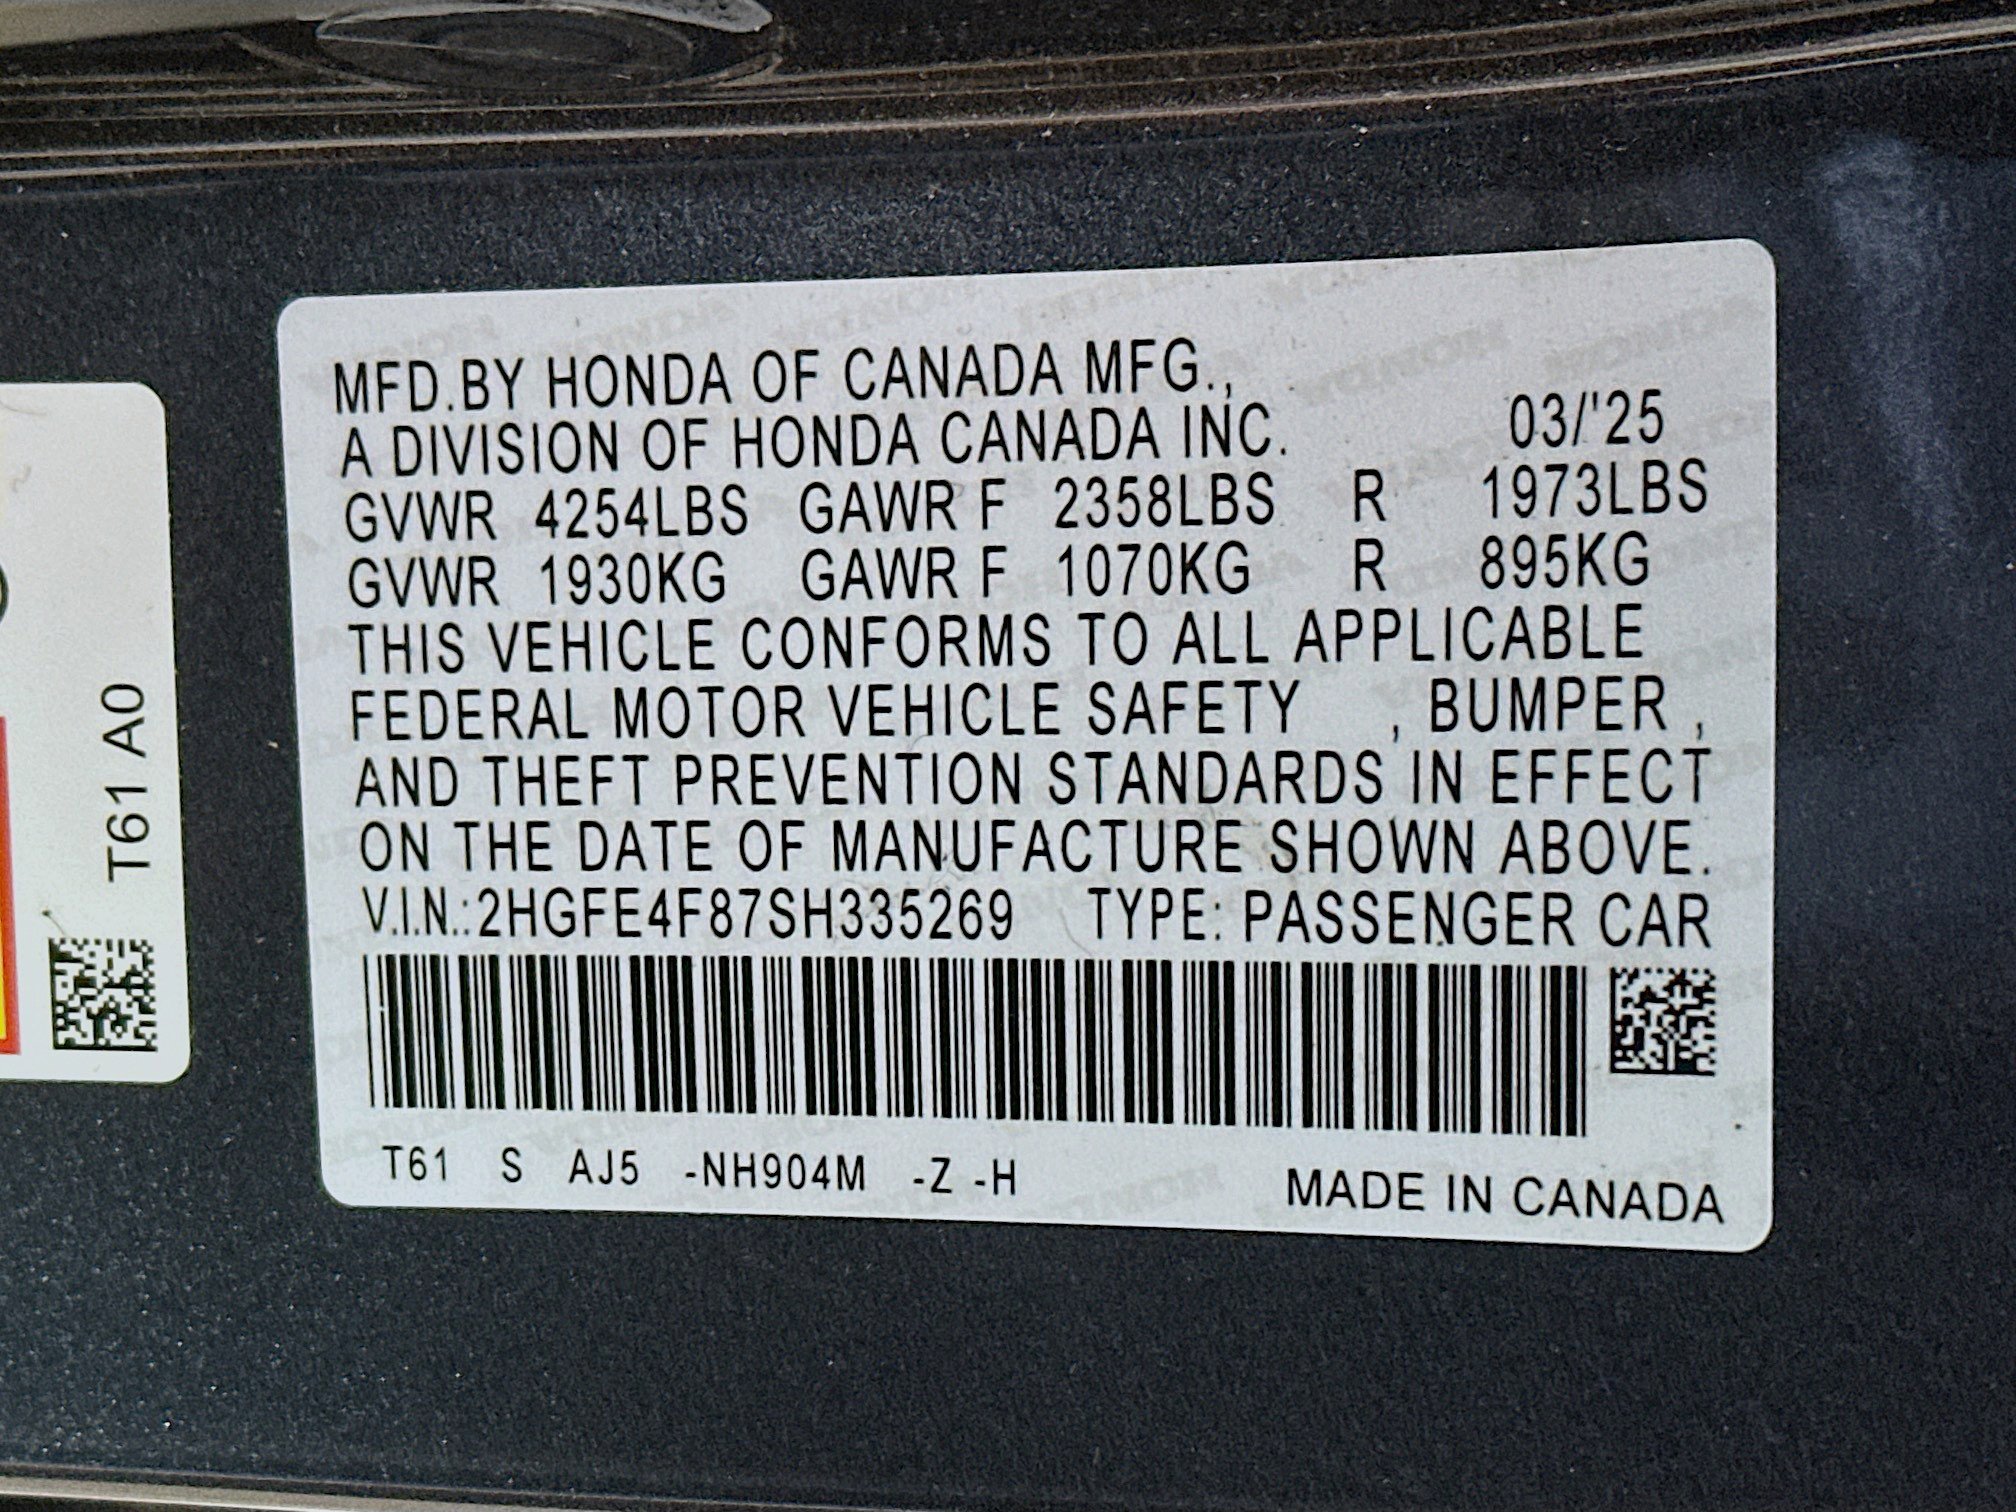 MFD.BY HONDA OF CANADA MFG.,
A DIVISION OF HONDA CANADA INC. 03/'25
GVWR 4254LBS GAWR F 2358LBS R 1973LBS
GVWR 1930KG GAWR F 1070KG R 895KG
THIS VEHICLE CONFORMS TO ALL APPLICABLE
FEDERAL MOTOR VEHICLE SAFETY , BUMPER ,
AND THEFT PREVENTION STANDARDS IN EFFECT
ON THE DATE OF MANUFACTURE SHOWN ABOVE.
V.I.N.:2HGFE4F87SH335269 TYPE: PASSENGER CAR
T61 S AJ5 -NH904M -Z -H MADE IN CANADA
T61 A0